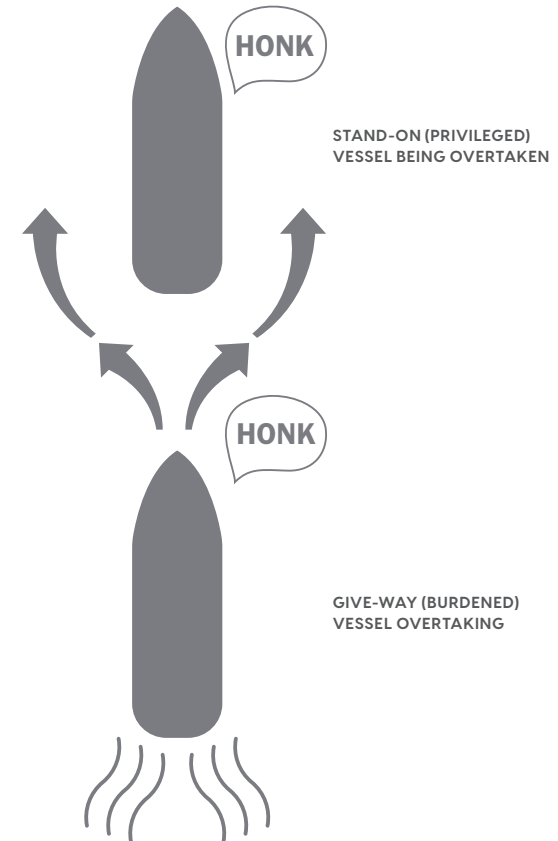 HONK
STAND-ON (PRIVILEGED)
VESSEL BEING OVERTAKEN
HONK
GIVE-WAY (BURDENED)
VESSEL OVERTAKING